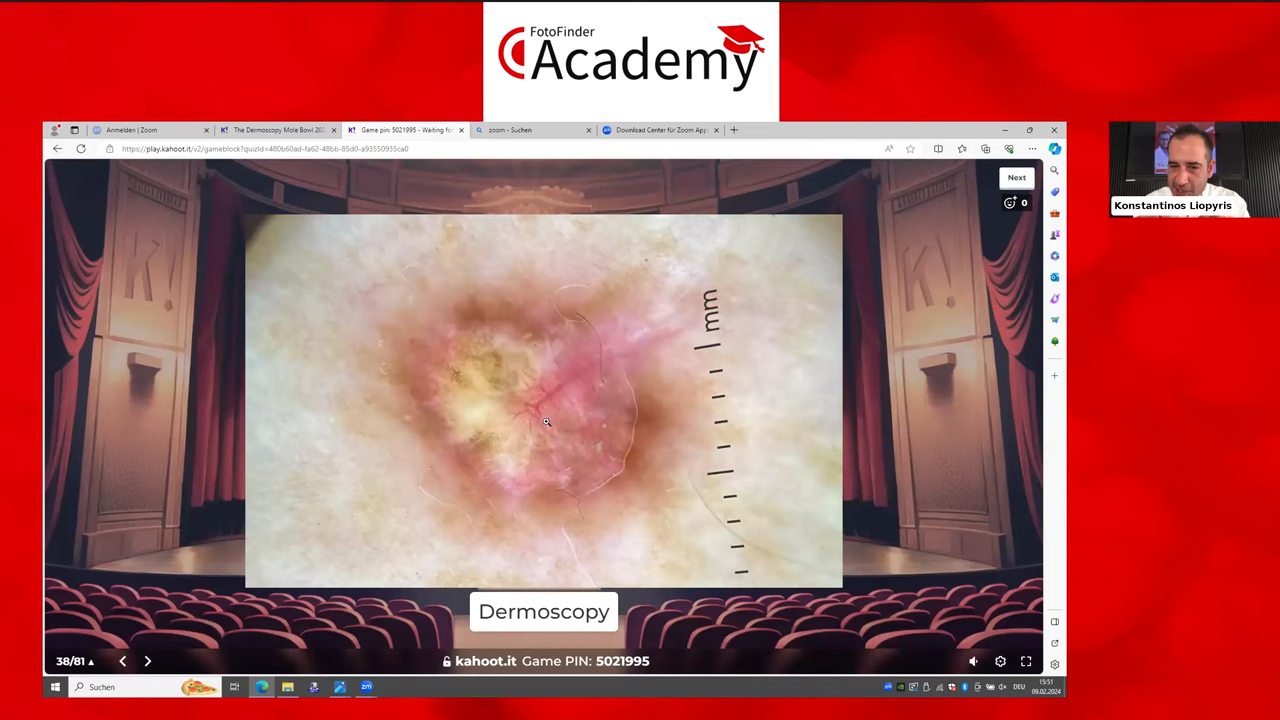 FotoFinder
Academy
Anmelden | Zoom
The Dermoscopy Mole Bowl 202
Game pin: 5021995 - Waiting fo
zoom - Suchen
Download Center für Zoom App
https://play.kahoot.it/v2/gameblock?quizId=480b60ad-fa62-48bb-85d0-a93550935ca0
Next
0
K!
K!
mm
Konstantinos Liopyris
Dermoscopy
38/81
kahoot.it Game PIN: 5021995
Suchen
zm
DEU
15:51
09.02.2024